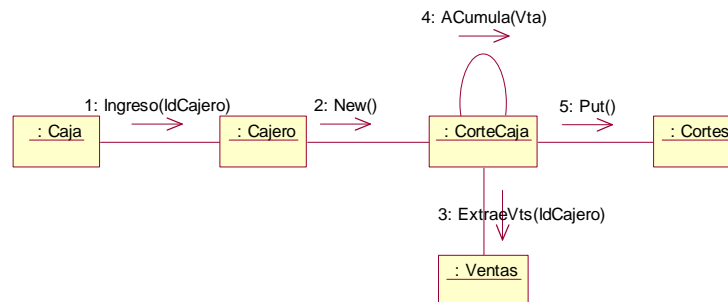 4: ACumula(Vta)
1: Ingreso(IdCajero)
2: New()
5: Put()
: Caja
: Cajero
: CorteCaja
: Cortes
3: ExtraeVts(IdCajero)
: Ventas